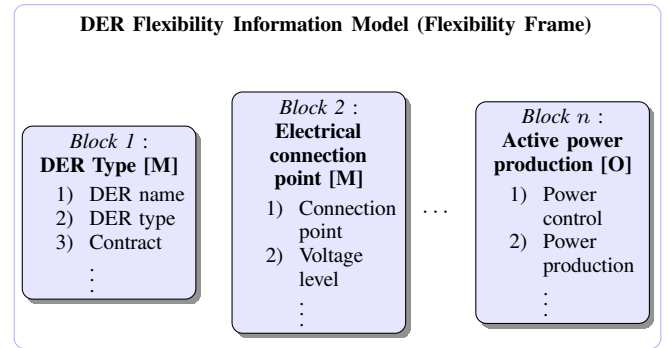 DER Flexibility Information Model (Flexibility Frame)
Block 1 :
DER Type [M]
1) DER name
2) DER type
3) Contract
⋮
Block 2 :
Electrical
connection
point [M]
1) Connection
point
2) Voltage
level
⋮
. . .
Block n :
Active power
production [O]
1) Power
control
2) Power
production
⋮